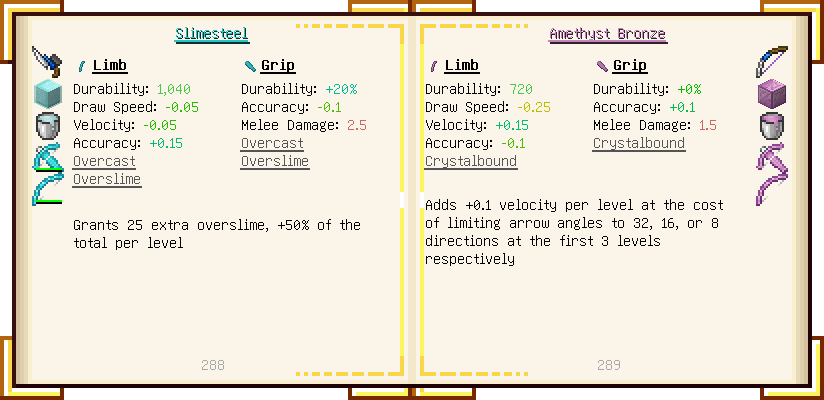 Slimesteel
Limb
Durability: 1,040
Draw Speed: -0.05
Velocity: -0.05
Accuracy: +0.15
Overcast
Overslime
Grip
Durability: +20%
Accuracy: -0.1
Melee Damage: 2.5
Overcast
Overslime
Grants 25 extra overslime, +50% of the
total per level
288
Amethyst Bronze
Limb
Durability: 720
Draw Speed: -0.25
Velocity: +0.15
Accuracy: -0.1
Crystalbound
Grip
Durability: +0%
Accuracy: +0.1
Melee Damage: 1.5
Crystalbound
Adds +0.1 velocity per level at the cost
of limiting arrow angles to 32, 16, or 8
directions at the first 3 levels
respectively
289